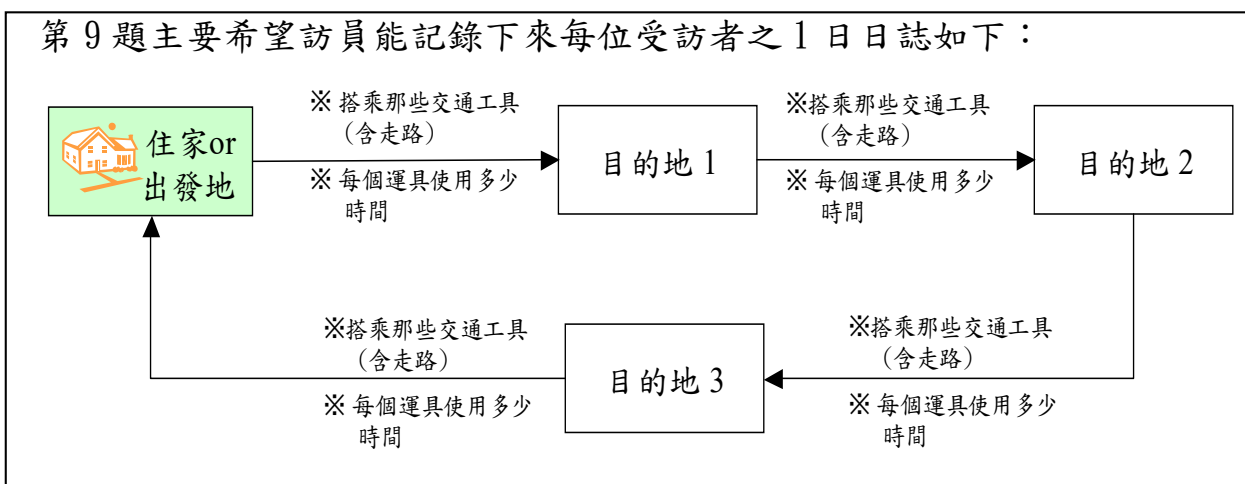 第 9 題主要希望訪員能記錄下來每位受訪者之 1 日日誌如下：
住家or
出發地
※ 搭乘那些交通工具
（含走路）
※ 每個運具使用多少
時間
目的地 1
※搭乘那些交通工具
（含走路）
※ 每個運具使用多少
時間
目的地 2
※搭乘那些交通工具
（含走路）
※ 每個運具使用多少
時間
目的地 3
※搭乘那些交通工具
（含走路）
※ 每個運具使用多少
時間